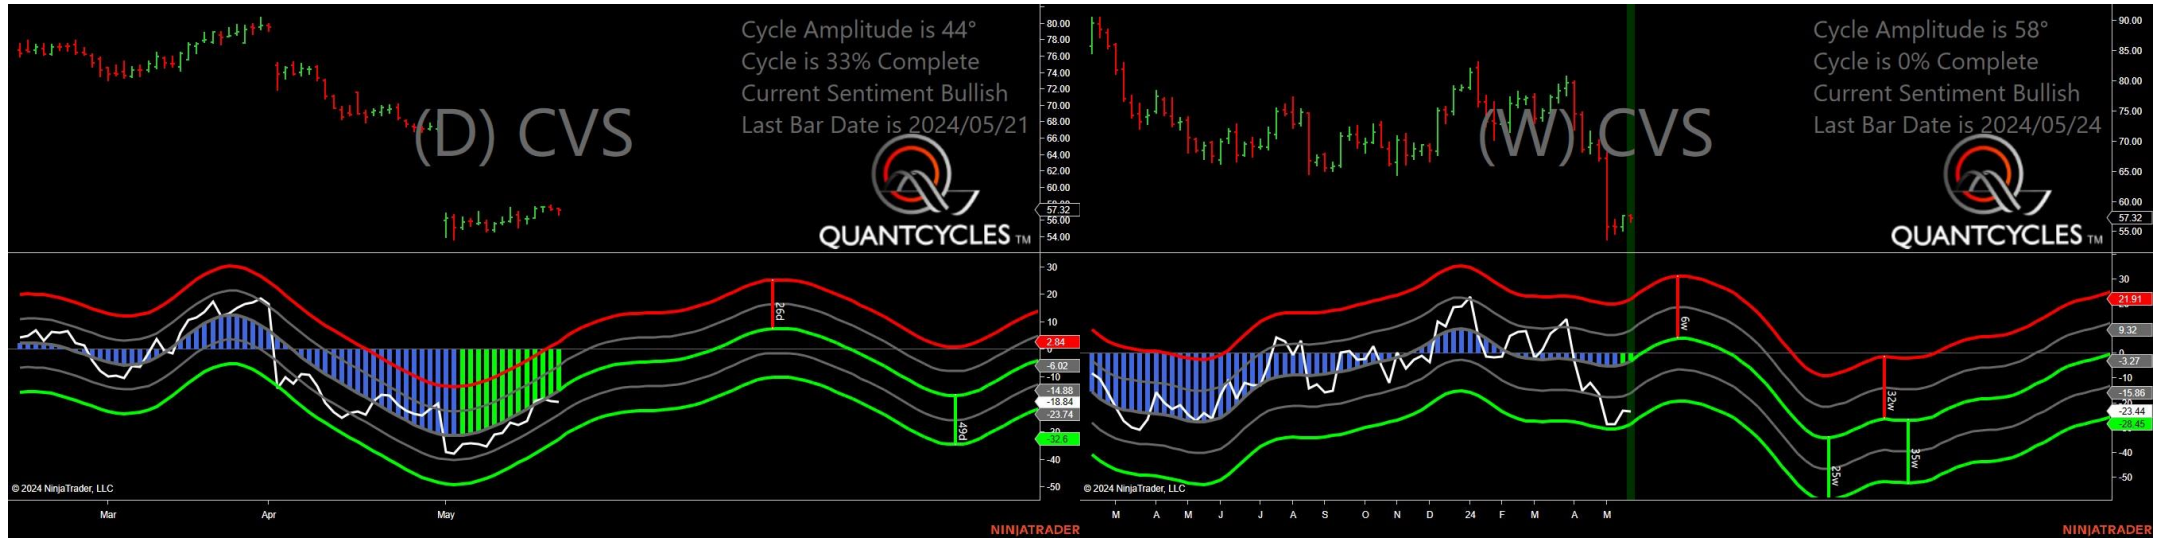 Cycle Amplitude is 44°
Cycle is 33% Complete
Current Sentiment Bullish
Last Bar Date is 2024/05/21
(D) CVS
QUANTCYCLES TM
80.00
78.00
76.00
74.00
72.00
70.00
68.00
66.00
64.00
62.00
60.00
57.32
56.00
54.00
30
20
10
2.84
0
-6.02
-10
-14.88
-18.84
-23.74
-32.6
-40
-50
26d
49d
© 2024 NinjaTrader, LLC
Mar Apr May
NINJATRADER
Cycle Amplitude is 58°
Cycle is 0% Complete
Current Sentiment Bullish
Last Bar Date is 2024/05/24
(W) CVS
QUANTCYCLES TM
90.00
85.00
80.00
75.00
70.00
65.00
60.00
57.32
55.00
30
21.91
9.32
-3.27
-10
-15.86
-23.44
-28.45
-40
-50
6w
32w
25w
35w
© 2024 NinjaTrader, LLC
M A M J J A S O N D 24 F M A M
NINJATRADER